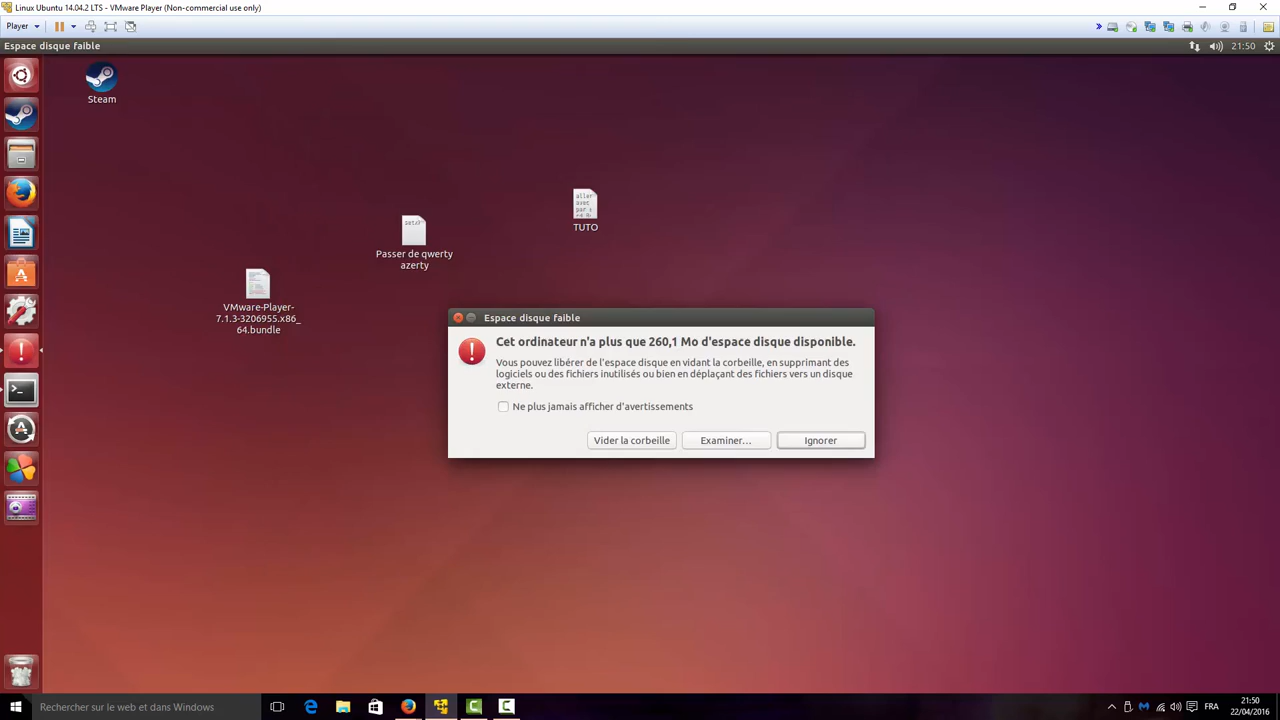 Linux Ubuntu 14.04.2 LTS - VMware Player (Non-commercial use only)
Player
Espace disque faible
21:50
Steam
TUTO
Passer de qwerty
azerty
VMware-Player-
7.1.3-3206955.x86_
64.bundle
Espace disque faible
Cet ordinateur n'a plus que 260,1 Mo d'espace disque disponible.
Vous pouvez libérer de l'espace disque en vidant la corbeille, en supprimant des
logiciels ou des fichiers inutilisés ou bien en déplaçant des fichiers vers un disque
externe.
Ne plus jamais afficher d'avertissements
Vider la corbeille
Examiner…
Ignorer
Rechercher sur le web et dans Windows
FRA
21:50
22/04/2016